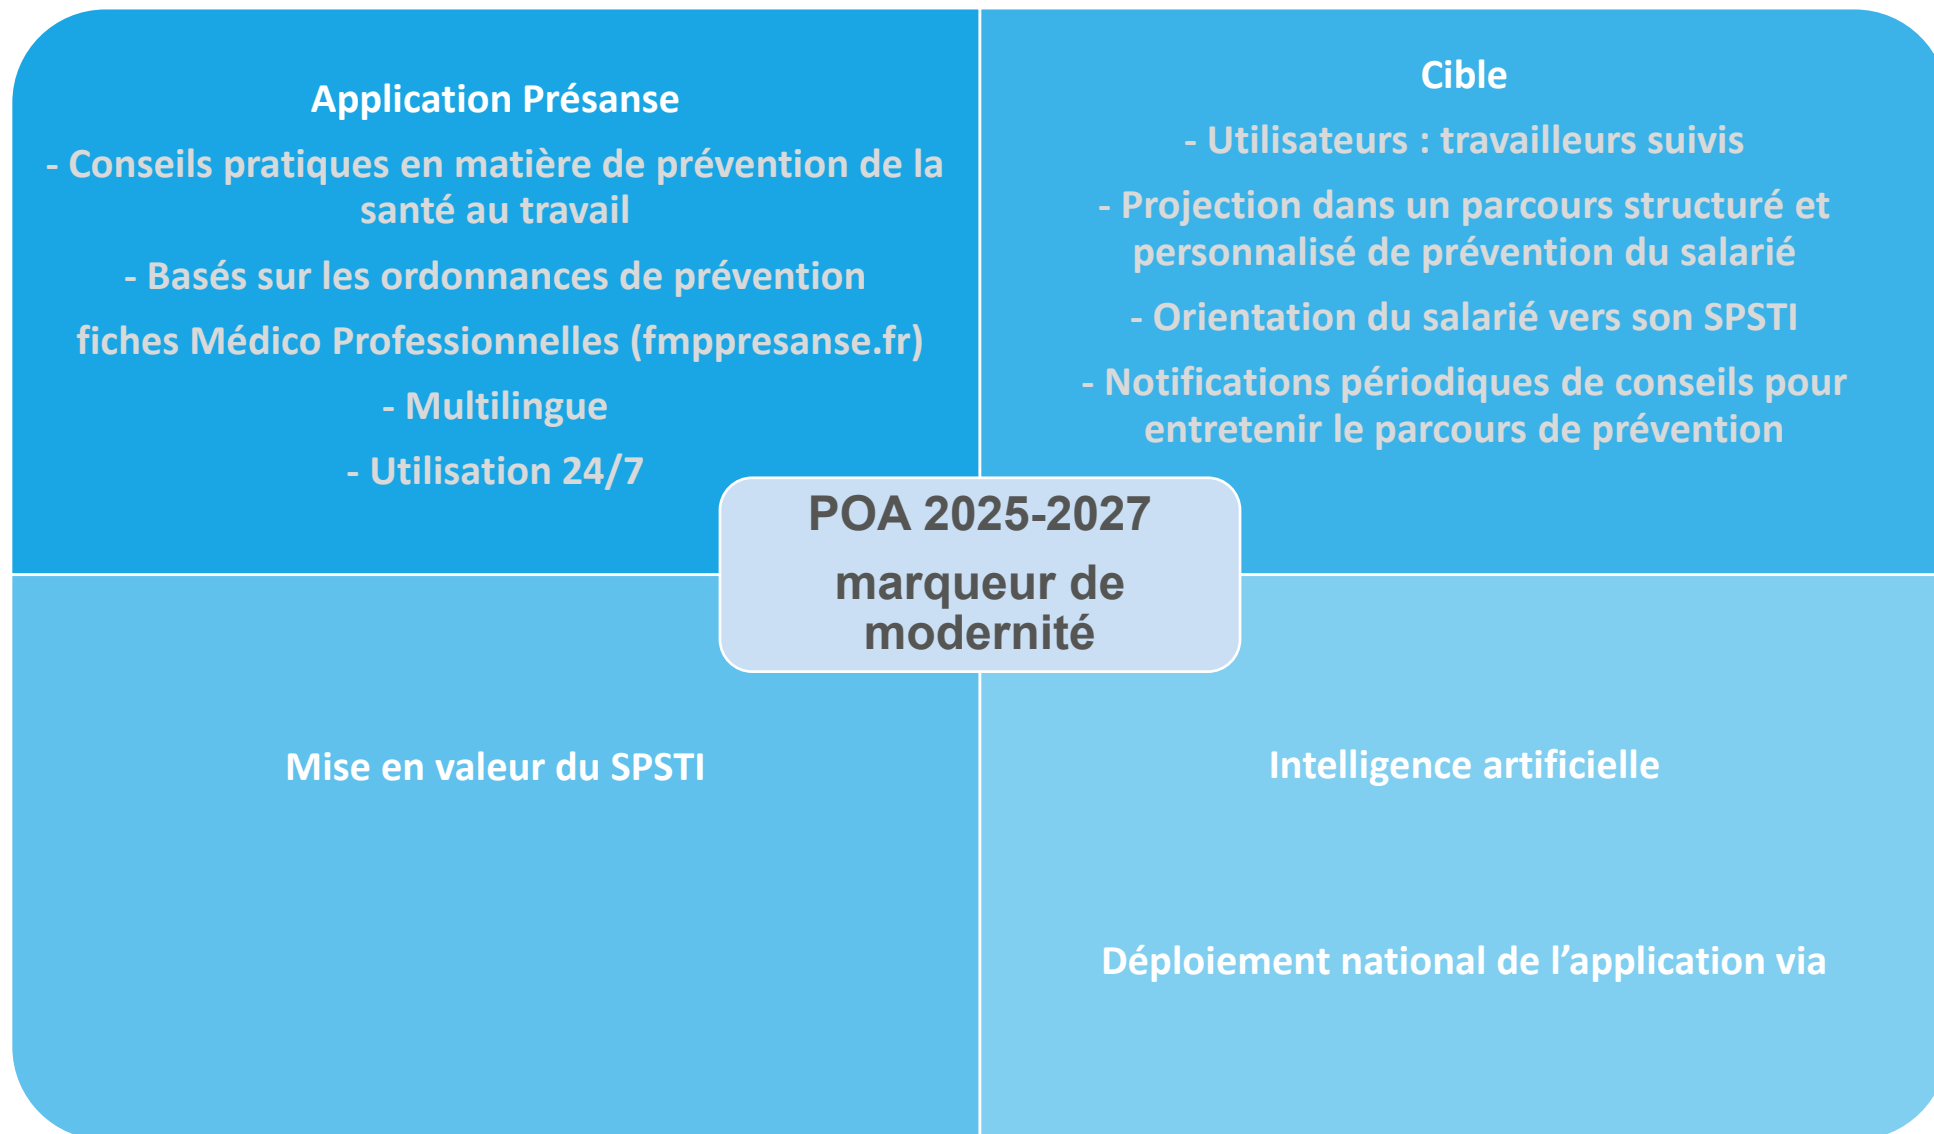 Application Présanse
- Conseils pratiques en matière de prévention de la
santé au travail
- Basés sur les ordonnances de prévention
fiches Médico Professionnelles (fmppresanse.fr)
- Multilingue
- Utilisation 24/7
Cible
- Utilisateurs : travailleurs suivis
- Projection dans un parcours structuré et
personnalisé de prévention du salarié
- Orientation du salarié vers son SPSTI
- Notifications périodiques de conseils pour
entretenir le parcours de prévention
POA 2025-2027
marqueur de
modernité
Mise en valeur du SPSTI
Intelligence artificielle
Déploiement national de l’application via